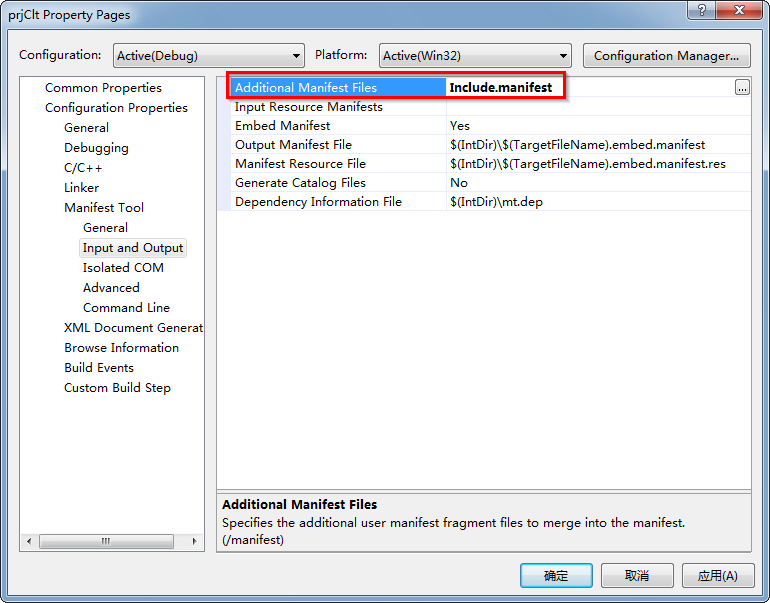 prjClt Property Pages
Configuration: Active(Debug) Platform: Active(Win32) Configuration Manager...
Common Properties
Configuration Properties
General
Debugging
C/C++
Linker
Manifest Tool
General
Input and Output
Isolated COM
Advanced
Command Line
XML Document Generat
Browse Information
Build Events
Custom Build Step
Additional Manifest Files Include.manifest ...
Input Resource Manifests
Embed Manifest Yes
Output Manifest File $(IntDir)\$(TargetFileName).embed.manifest
Manifest Resource File $(IntDir)\$(TargetFileName).embed.manifest.res
Generate Catalog Files No
Dependency Information File $(IntDir)\mt.dep
Additional Manifest Files
Specifies the additional user manifest fragment files to merge into the manifest.
(/manifest)
确定 取消 应用(A)